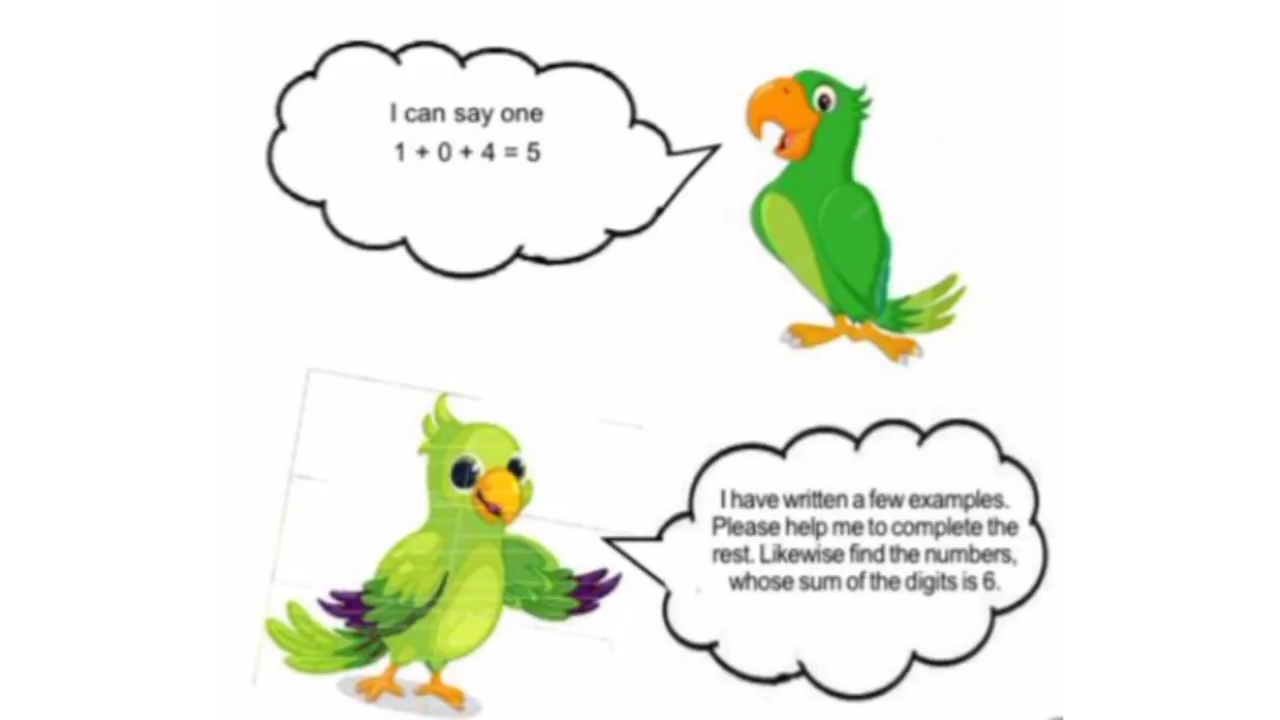 I can say one
1 + 0 + 4 = 5
I have written a few examples.
Please help me to complete the
rest. Likewise find the numbers,
whose sum of the digits is 6.